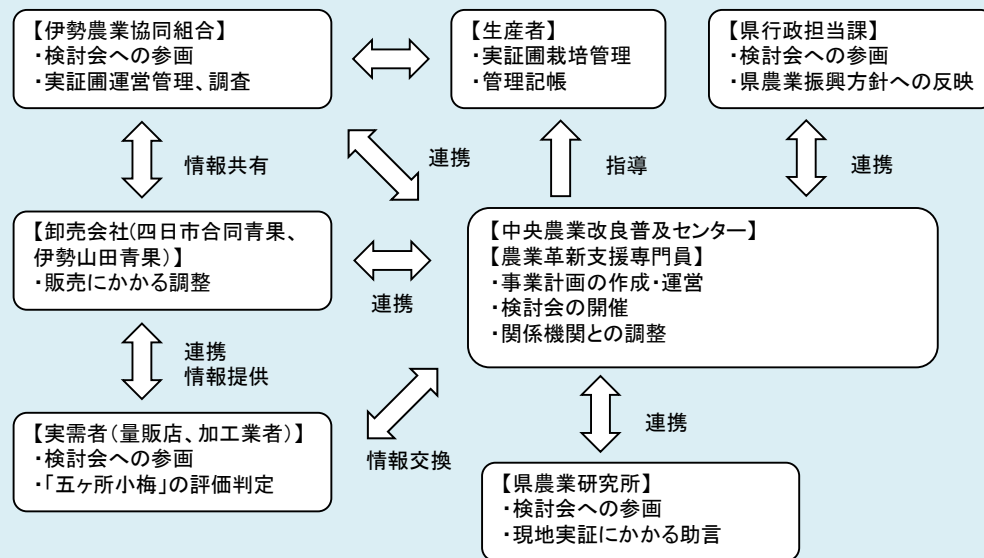 【伊勢農業協同組合】
・検討会への参画
・実証圃運営管理、調査
【生産者】
・実証圃栽培管理
・管理記帳
【県行政担当課】
・検討会への参画
・県農業振興方針への反映
情報共有
連携
指導
連携
【卸売会社(四日市合同青果、
伊勢山田青果)】
・販売にかかる調整
連携
【中央農業改良普及センター】
【農業革新支援専門員】
・事業計画の作成・運営
・検討会の開催
・関係機関との調整
連携
情報提供
【実需者(量販店、加工業者)】
・検討会への参画
・「五ヶ所小梅」の評価判定
情報交換
連携
【県農業研究所】
・検討会への参画
・現地実証にかかる助言